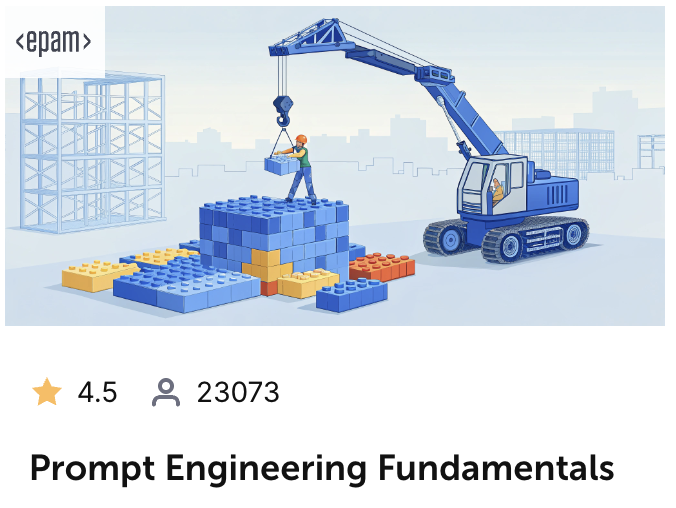 <epam>
4.5 23073
Prompt Engineering Fundamentals